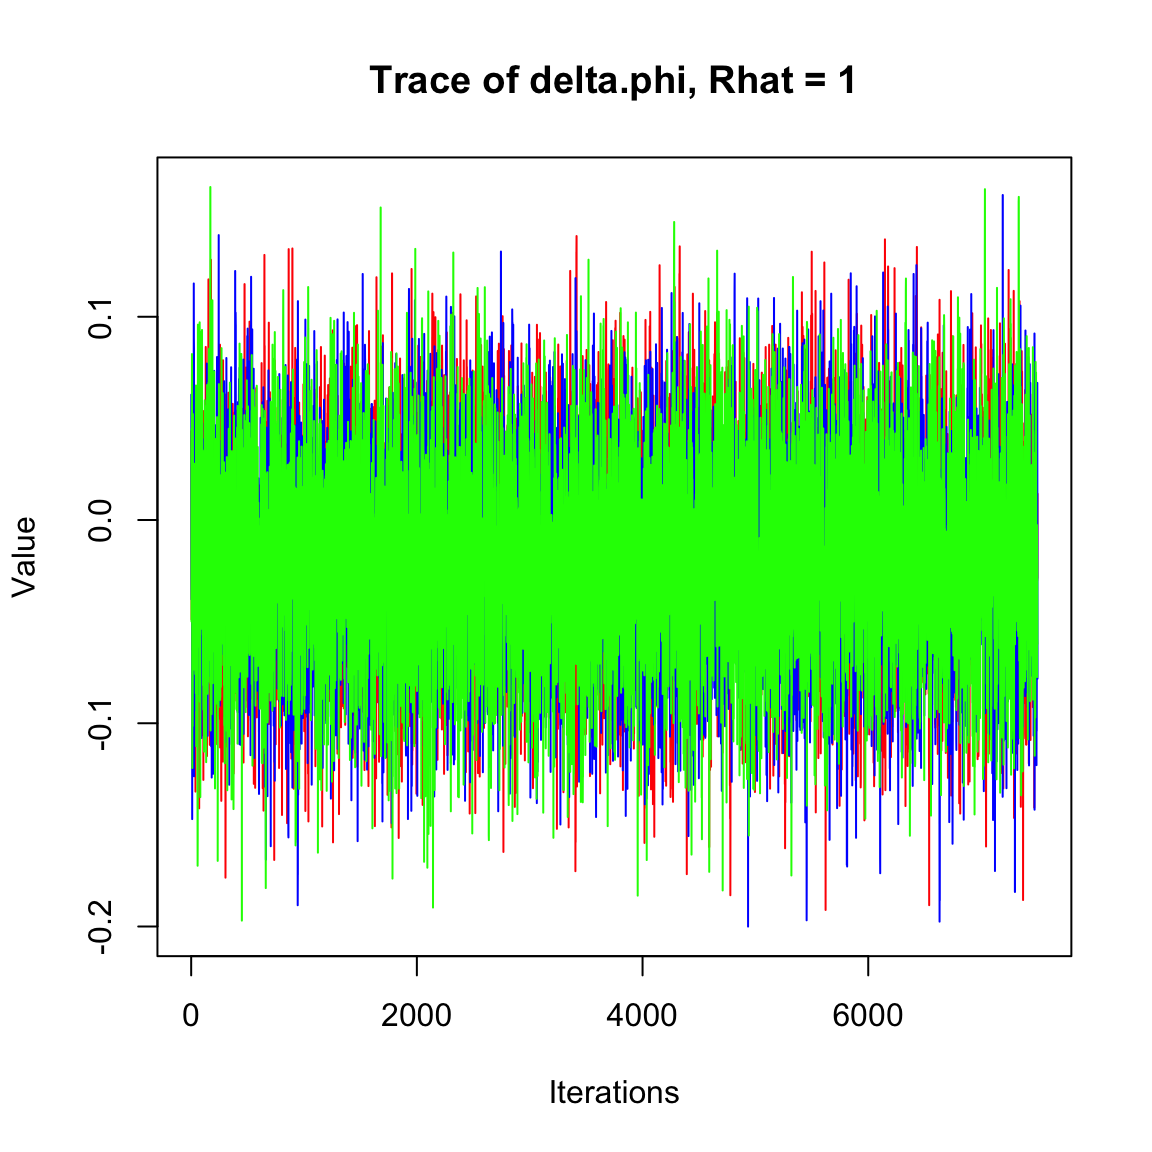 Trace of delta.phi, Rhat = 1
0.1
0.0
-0.1
-0.2
Value
0 2000 4000 6000
Iterations